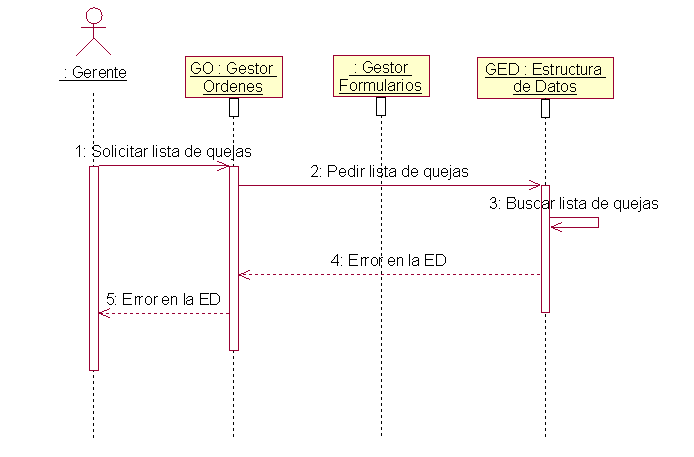 : Gerente
GO : Gestor
Ordenes
: Gestor
Formularios
GED : Estructura
de Datos
1: Solicitar lista de quejas
2: Pedir lista de quejas
3: Buscar lista de quejas
4: Error en la ED
5: Error en la ED